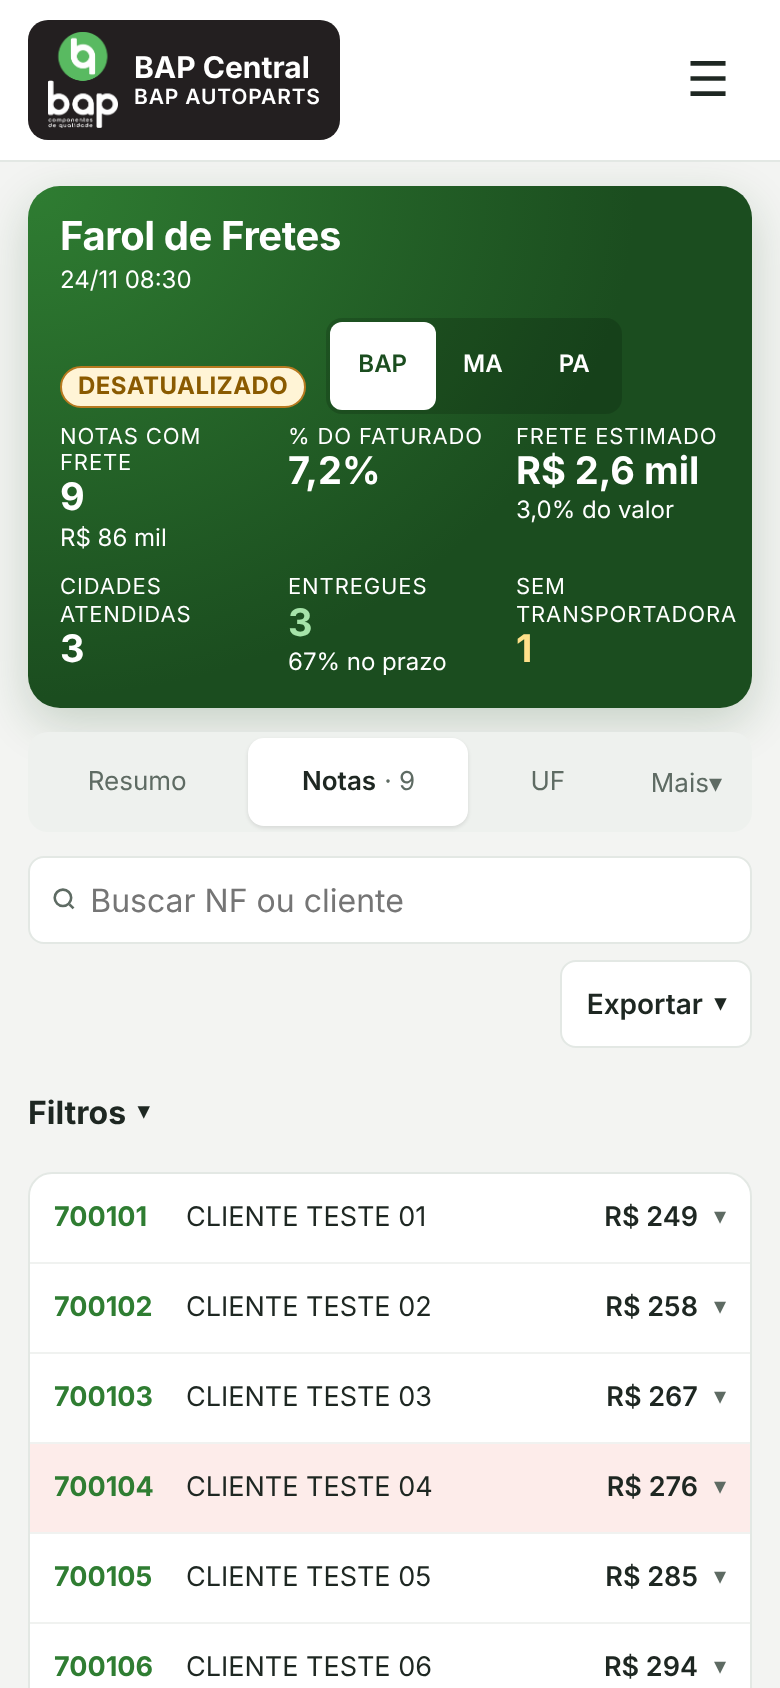 bap
componentes
de qualidade
BAP Central
BAP AUTOPARTS
Farol de Fretes
24/11 08:30
DESATUALIZADO
BAP MA PA
NOTAS COM
FRETE
9
R$ 86 mil
% DO FATURADO
7,2%
FRETE ESTIMADO
R$ 2,6 mil
3,0% do valor
CIDADES
ATENDIDAS
3
ENTREGUES
3
67% no prazo
SEM
TRANSPORTADORA
1
Resumo Notas · 9 UF Mais▾
Buscar NF ou cliente
Exportar ▾
Filtros ▾
700101 CLIENTE TESTE 01 R$ 249 ▾
700102 CLIENTE TESTE 02 R$ 258 ▾
700103 CLIENTE TESTE 03 R$ 267 ▾
700104 CLIENTE TESTE 04 R$ 276 ▾
700105 CLIENTE TESTE 05 R$ 285 ▾
700106 CLIENTE TESTE 06 R$ 294 ▾